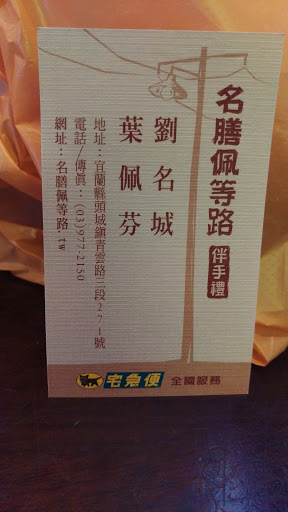 名膳佩等路
伴手禮
劉名城
葉佩芬
地址：宜蘭縣頭城鎮青雲路三段271號
電話/傳真：(03)977-2150
網址：名膳佩等路.tw
宅急便 全國服務